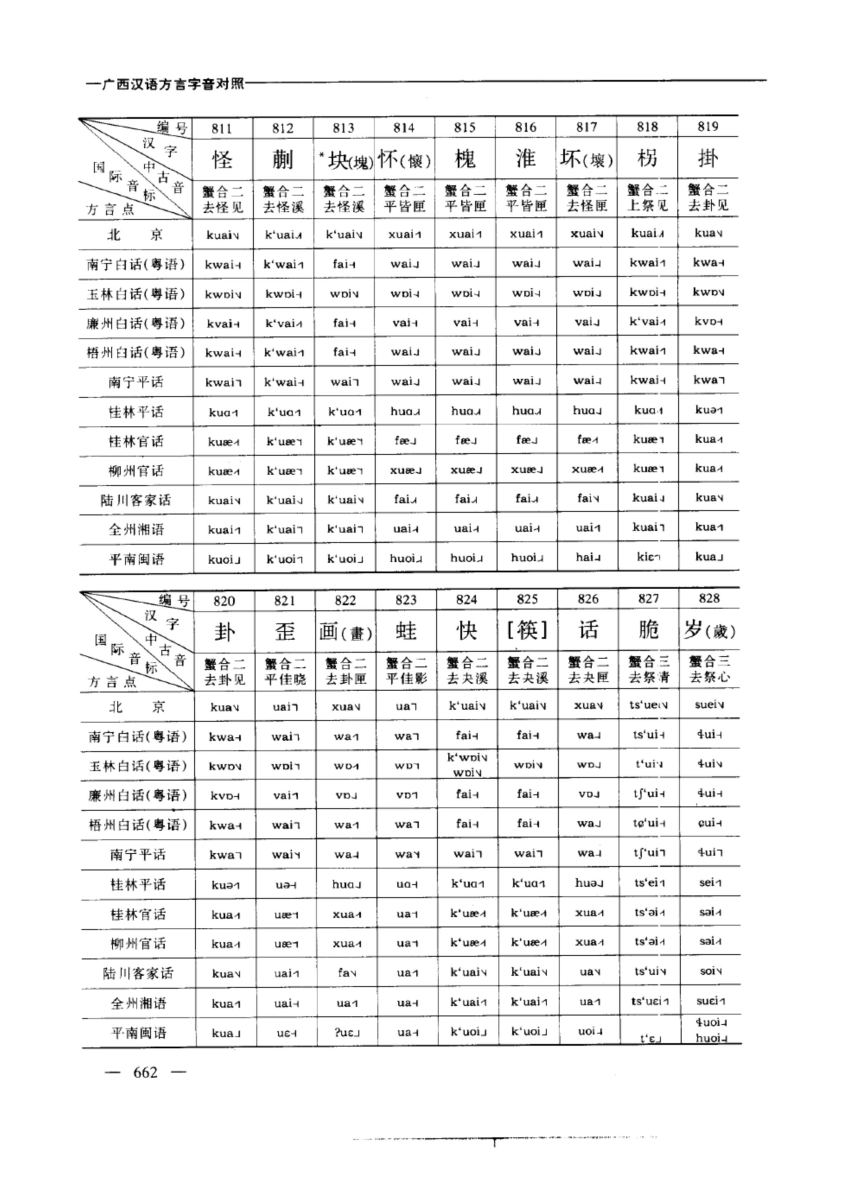 一广西汉语方言字音对照
编号 811 812 813 814 815 816 817 818 819
汉字 怪 蒯 *块(塊) 怀(懷) 槐 淮 坏(壞) 拐 掛
国际音标 中古音 蟹合二 蟹合二 蟹合二 蟹合二 蟹合二 蟹合二 蟹合二 蟹合二 蟹合二
方言点 去怪见 去怪溪 去怪溪 平皆匣 平皆匣 平皆匣 去怪匣 上祭见 去卦见
北京 kuai k‘uai k‘uai xuai xuai xuai xuai kuai kua
南宁白话(粤语) kwai k‘wai fai wai wai wai wai kwai kwa
玉林白话(粤语) kwɒi kwɒi wɒi wɒi wɒi wɒi wɒi kwɒi kwɒ
廉州白话(粤语) kvai k‘vai fai vai vai vai vai k‘vai kvɒ
梧州白话(粤语) kwai k‘wai fai wai wai wai wai kwai kwa
南宁平话 kwai k‘wai wai wai wai wai wai kwai kwa
桂林平话 kuɑ k‘uɑ k‘uɑ huɑ huɑ huɑ huɑ kuɑ kuə
桂林官话 kuæ k‘uæ k‘uæ fæ fæ fæ fæ kuæ kua
柳州官话 kuæ k‘uæ k‘uæ xuæ xuæ xuæ xuæ kuæ kua
陆川客家话 kuai k‘uai k‘uai fai fai fai fai kuai kua
全州湘语 kuai k‘uai k‘uai uai uai uai uai kuai kua
平南闽语 kuoi k‘uoi k‘uoi huoi huoi huoi hai kiɛ kua
编号 820 821 822 823 824 825 826 827 828
汉字 卦 歪 画(畫) 蛙 快 [筷] 话 脆 岁(歲)
国际音标 中古音 蟹合二 蟹合二 蟹合二 蟹合二 蟹合二 蟹合二 蟹合二 蟹合三 蟹合三
方言点 去卦见 平佳晓 去卦匣 平佳影 去夬溪 去夬溪 去夬匣 去祭清 去祭心
北京 kua uai xua ua k‘uai k‘uai xua ts‘uei suei
南宁白话(粤语) kwa wai wa wa fai fai wa ts‘ui ɬui
玉林白话(粤语) kwɒ wɒi wɒ wɒ k‘wɒi wɒi wɒi wɒ t‘ui ɬui
廉州白话(粤语) kvɒ vai vɒ vɒ fai fai vɒ tʃ‘ui ɬui
梧州白话(粤语) kwa wai wa wa fai fai wa tɕ‘ui ɕui
南宁平话 kwa wai wa wa wai wai wa tʃ‘ui ɬui
桂林平话 kuə uə huɑ uɑ k‘uɑ k‘uɑ huə ts‘ei sei
桂林官话 kua uæ xua ua k‘uæ k‘uæ xua ts‘əi səi
柳州官话 kua uæ xua ua k‘uæ k‘uæ xua ts‘əi səi
陆川客家话 kua uai fa ua k‘uai k‘uai ua ts‘ui soi
全州湘语 kua uai ua ua k‘uai k‘uai ua ts‘uɛi suɛi
平南闽语 kua uɛ ʔuɛ ua k‘uoi k‘uoi uoi t‘ɛ ɬuoi huoi
— 662 —